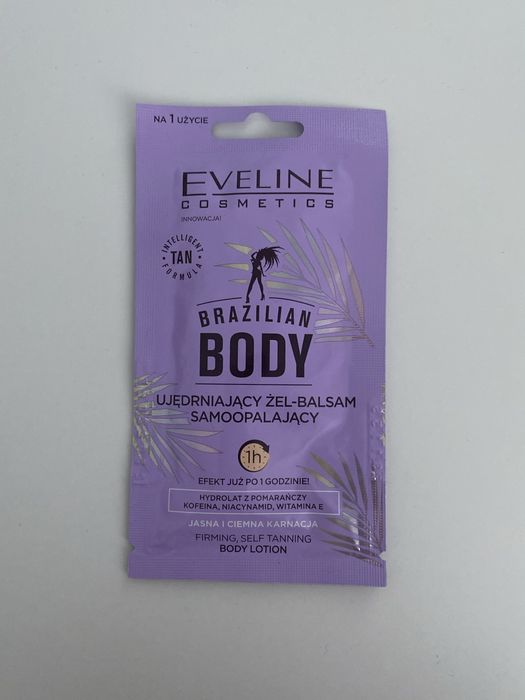 NA 1 UŻYCIE
EVELINE
COSMETICS
INNOWACJA!
INTELLIGENT
TAN
FORMULA
BRAZILIAN
BODY
UJĘDRNIAJĄCY ŻEL-BALSAM
SAMOOPALAJĄCY
1h
EFEKT JUŻ PO 1 GODZINIE!
HYDROLAT Z POMARAŃCZY
KOFEINA, NIACYNAMID, WITAMINA E
JASNA I CIEMNA KARNACJA
FIRMING, SELF TANNING
BODY LOTION